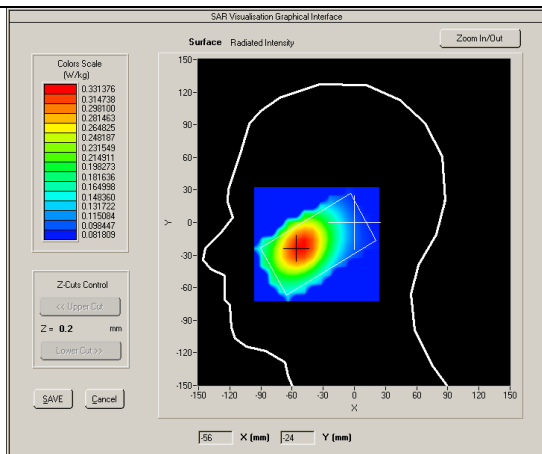 SAR Visualisation Graphical Interface
Surface Radiated Intensity
Zoom In/Out
Colors Scale
(W/kg)
0.331376
0.314738
0.298100
0.281463
0.264825
0.248187
0.231549
0.214911
0.198273
0.181636
0.164998
0.148360
0.131722
0.115084
0.098447
0.081809
Z-Cuts Control
<< Upper Cut
Z = 0.2 mm
Lower Cut >>
SAVE Cancel
150
120
90
60
30
0
-30
-60
-90
-120
-150
Y
-150 -120 -90 -60 -30 0 30 60 90 120 150
X
-56 X (mm) -24 Y (mm)